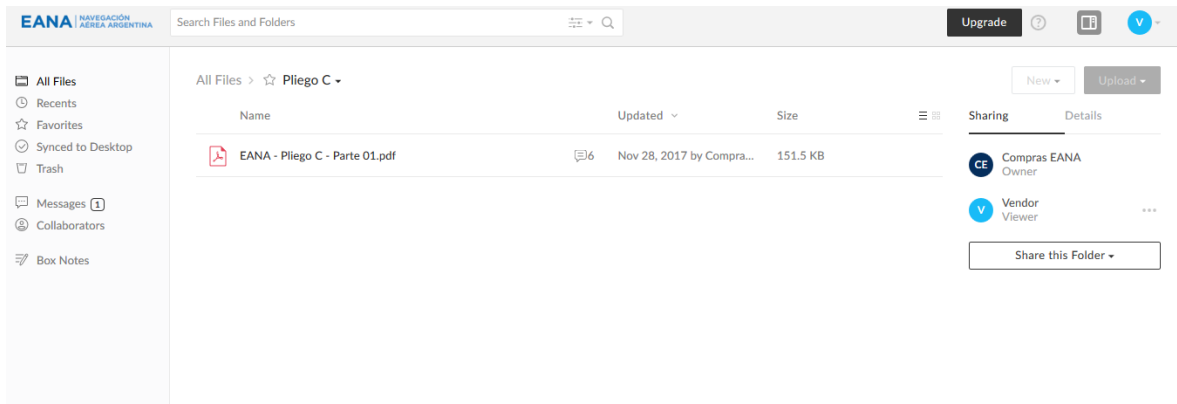 EANA NAVEGACIÓN AÉREA ARGENTINA
Search Files and Folders
Upgrade
?
V
All Files
Recents
Favorites
Synced to Desktop
Trash
Messages 1
Collaborators
Box Notes
All Files > Pliego C
New
Upload
Name Updated Size
EANA - Pliego C - Parte 01.pdf 6 Nov 28, 2017 by Compra... 151.5 KB
Sharing Details
CE Compras EANA
Owner
V Vendor
Viewer
Share this Folder